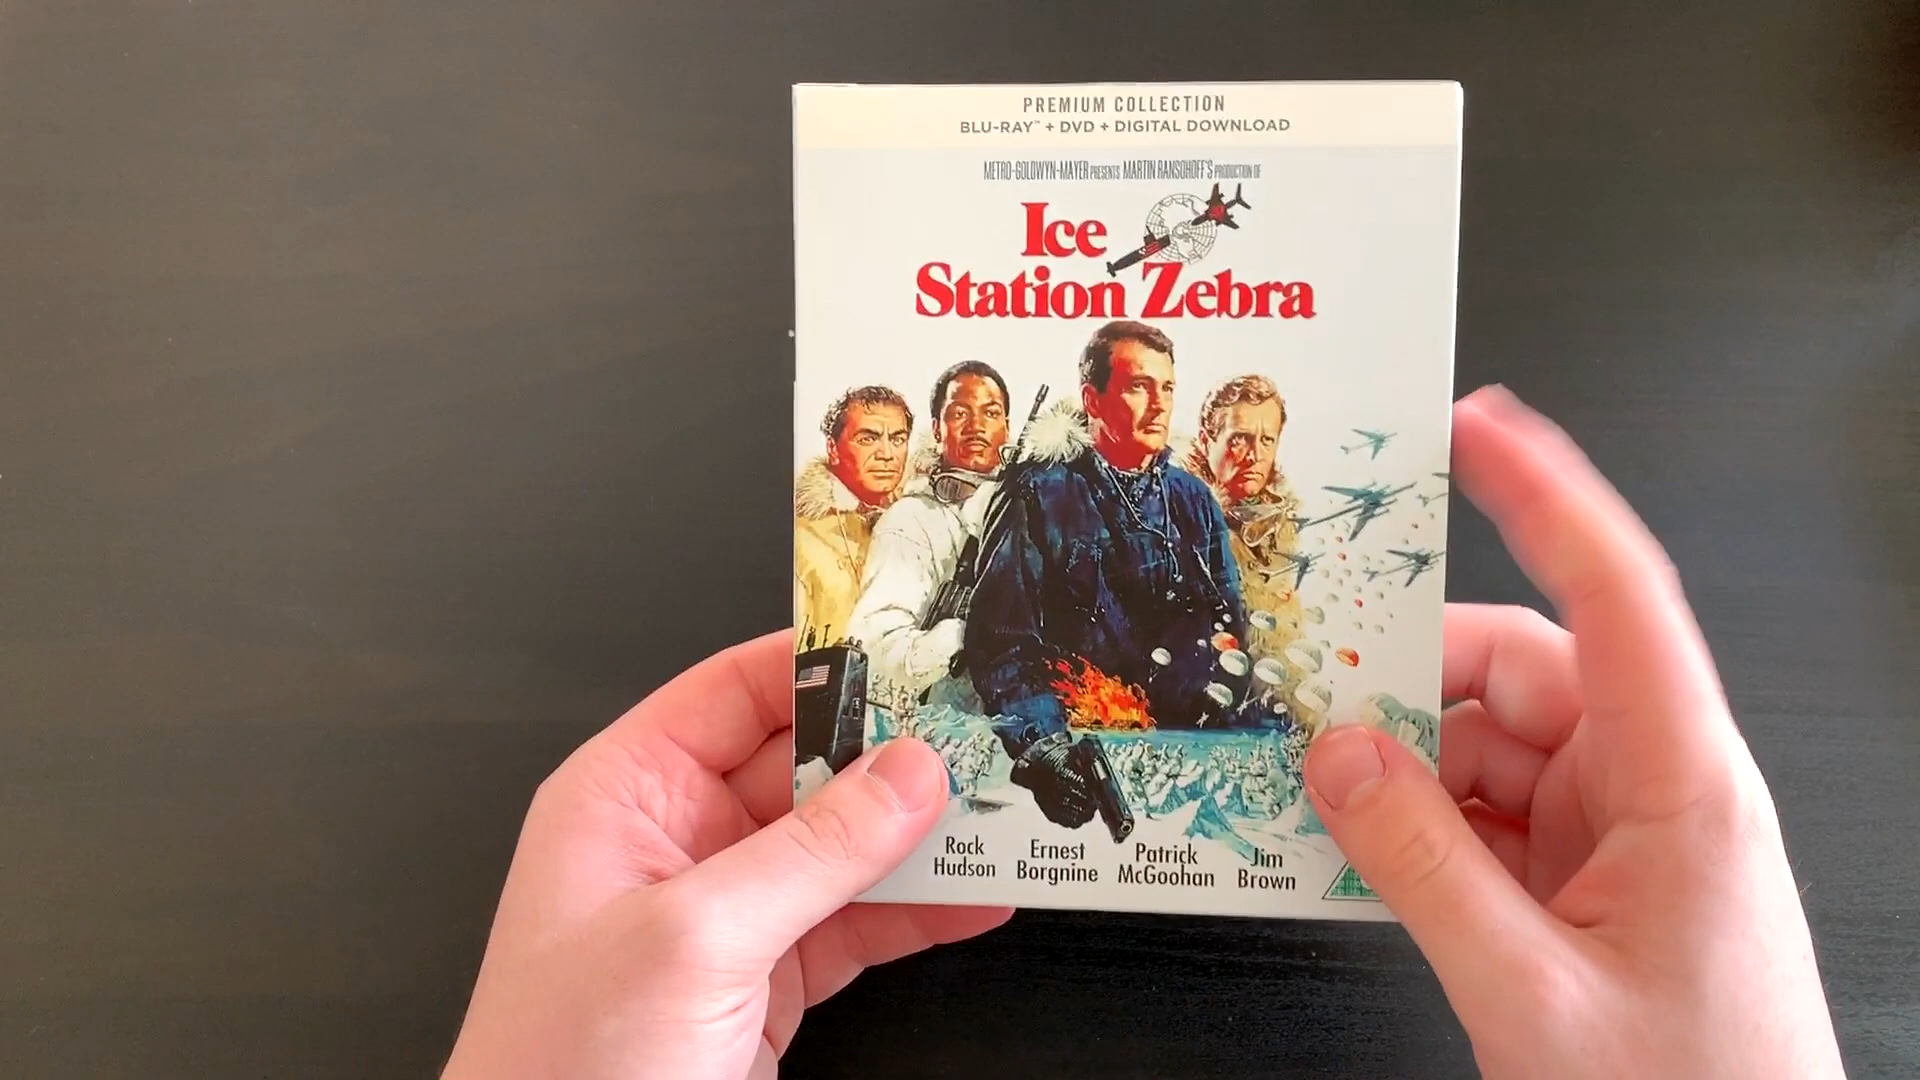 PREMIUM COLLECTION
BLU-RAY™ + DVD + DIGITAL DOWNLOAD
METRO-GOLDWYN-MAYER PRESENTS MARTIN RANSOHOFF'S PRODUCTION OF
Ice
Station Zebra
Rock Hudson
Ernest Borgnine
Patrick McGoohan
Jim Brown